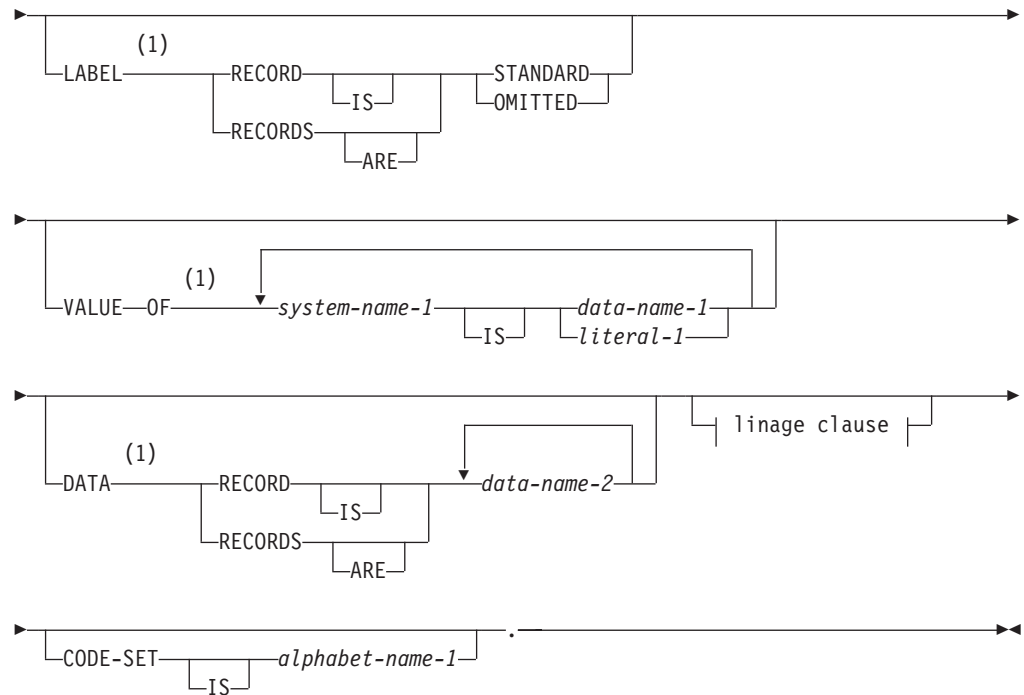 (1)
LABEL RECORD STANDARD
IS OMITTED
RECORDS
ARE
(1)
VALUE OF system-name-1 data-name-1
IS literal-1
linage clause
(1)
DATA RECORD data-name-2
IS
RECORDS
ARE
.
CODE-SET alphabet-name-1
IS